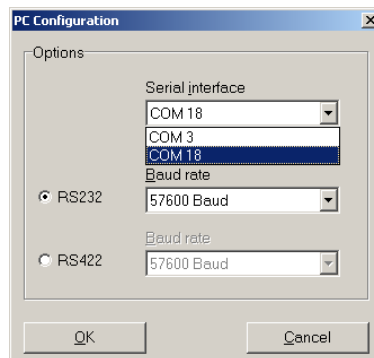 PC Configuration
Options
Serial interface
COM 18
COM 3
COM 18
Baud rate
RS232
57600 Baud
Baud rate
RS422
57600 Baud
OK
Cancel